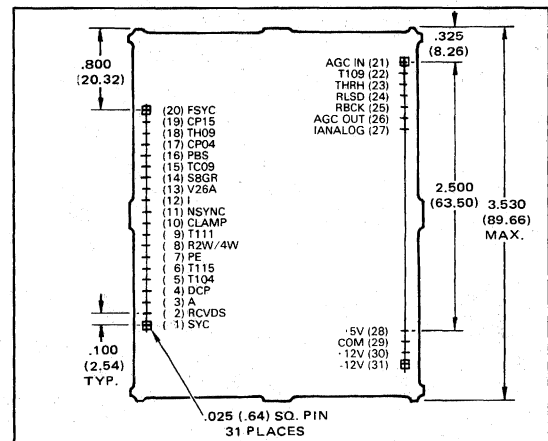 .800
(20.32)
.325
(8.26)
AGC IN (21)
T109 (22)
THRH (23)
RLSD (24)
RBCK (25)
AGC OUT (26)
IANALOG (27)
(20) FSYC
(19) CP15
(18) TH09
(17) CP04
(16) PBS
(15) TC09
(14) S8GR
(13) V26A
(12) I
(11) NSYNC
(10) CLAMP
( 9) T111
( 8) R2W/4W
( 7) PE
( 6) T115
( 5) T104
( 4) DCP
( 3) A
( 2) RCVDS
( 1) SYC
2.500
(63.50)
3.530
(89.66)
MAX.
·5V (28)
COM (29)
·12V (30)
-12V (31)
.100
(2.54)
TYP.
.025 (.64) SQ. PIN
31 PLACES